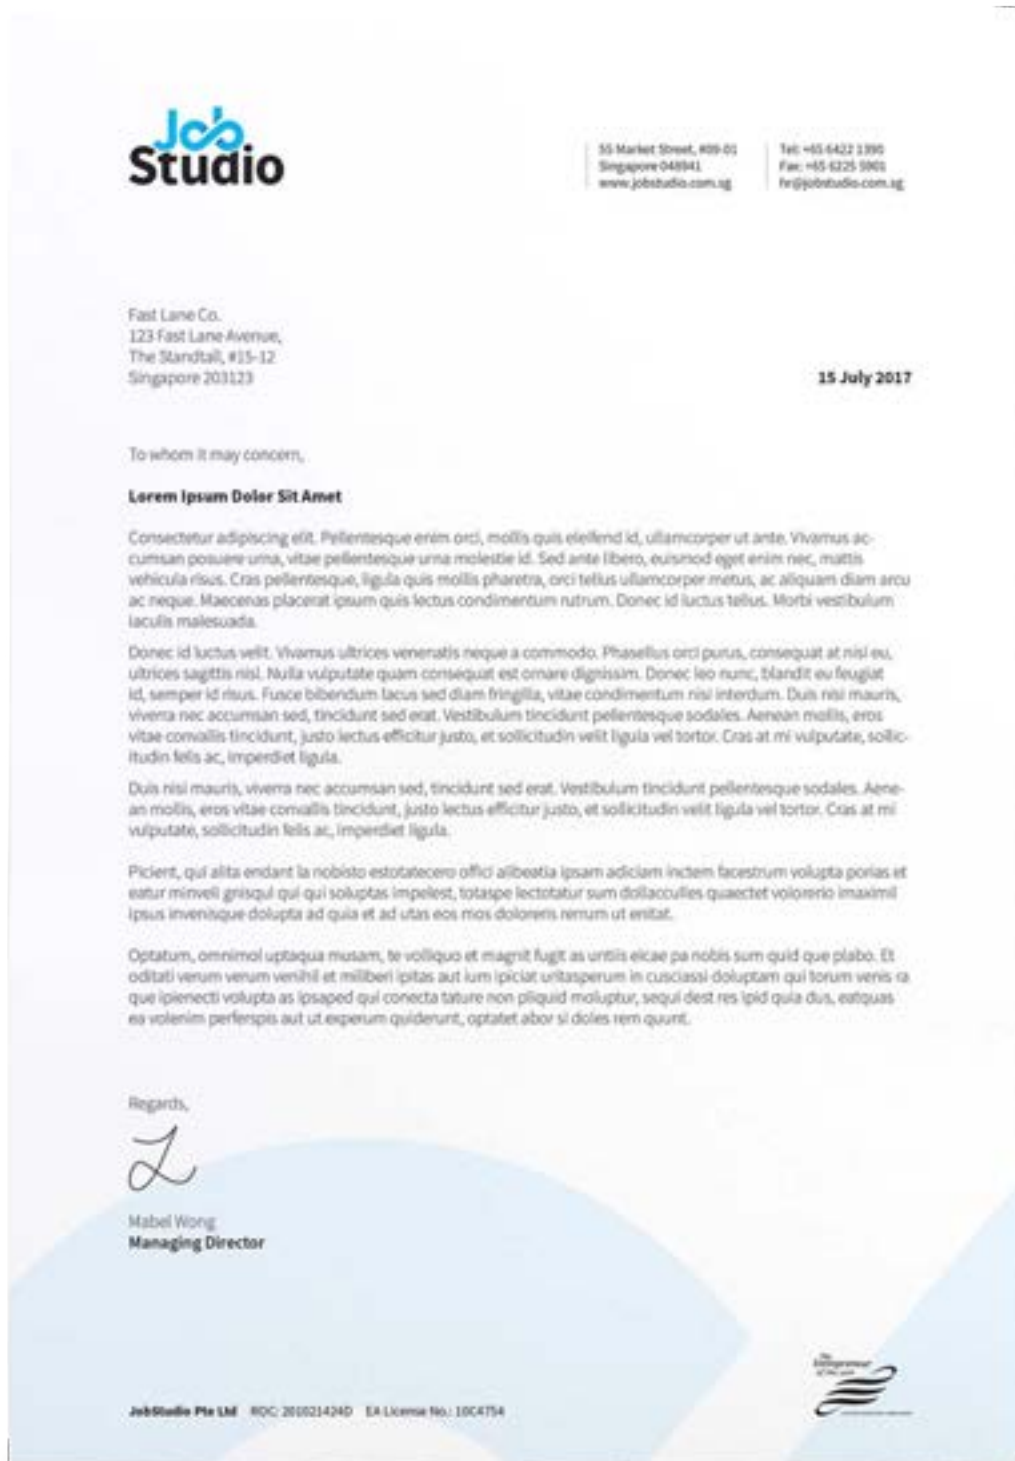 Job
Studio
55 Market Street, #09-01
Singapore 048941
www.jobstudio.com.sg
Tel: +65 6422 1390
Fax: +65 6225 5901
hr@jobstudio.com.sg
Fast Lane Co.
123 Fast Lane Avenue,
The Standtall, #15-12
Singapore 203123
15 July 2017
To whom it may concern,
Lorem Ipsum Dolor Sit Amet
Consectetur adipiscing elit. Pellentesque enim orci, mollis quis eleifend id, ullamcorper ut ante. Vivamus ac-
cumsan posuere urna, vitae pellentesque urna molestie id. Sed ante libero, euismod eget enim nec, mattis
vehicula risus. Cras pellentesque, ligula quis mollis pharetra, orci tellus ullamcorper metus, ac aliquam diam arcu
ac neque. Maecenas placerat ipsum quis lectus condimentum rutrum. Donec id luctus tellus. Morbi vestibulum
iaculis malesuada.
Donec id luctus velit. Vivamus ultrices venenatis neque a commodo. Phasellus orci purus, consequat at nisi eu,
ultrices sagittis nisl. Nulla vulputate quam consequat est ornare dignissim. Donec leo nunc, blandit eu feugiat
id, semper id risus. Fusce bibendum lacus sed diam fringilla, vitae condimentum nisi interdum. Duis nisi mauris,
viverra nec accumsan sed, tincidunt sed erat. Vestibulum tincidunt pellentesque sodales. Aenean mollis, eros
vitae convallis tincidunt, justo lectus efficitur justo, et sollicitudin velit ligula vel tortor. Cras at mi vulputate, sollic-
itudin felis ac, imperdiet ligula.
Duis nisi mauris, viverra nec accumsan sed, tincidunt sed erat. Vestibulum tincidunt pellentesque sodales. Aene-
an mollis, eros vitae convallis tincidunt, justo lectus efficitur justo, et sollicitudin velit ligula vel tortor. Cras at mi
vulputate, sollicitudin felis ac, imperdiet ligula.
Picient, qui alita endant la nobisto estotatecero offici alibeatia ipsam adiciam inctem facestrum volupta porias et
eatur minveli gnisqui qui qui soluptas impelest, totaspe lectotatur sum dollacculles quaectet volorerio imaximil
ipsus invenisque dolupta ad quia et ad utas eos mos doloreris rerrum ut enitat.
Optatum, omnimol uptaqua musam, te volliquo et magnit fugit as untiis eicae pa nobis sum quid que plabo. Et
oditati verum verum venihil et miliberi ipitas aut ium ipiciat uritasperum in cusciassi doluptam qui torum venis ra
que ipienecti volupta as ipsaped qui conecta tature non pliquid moluptur, sequi dest res ipid quia dus, eatquas
ea volenim perferspis aut ut experum quiderunt, optatet abor si doles rem quunt.
Regards,
Mabel Wong
Managing Director
The
Entrepreneur
of the year
JobStudio Pte Ltd ROC: 201021424D EA License No.: 10C4754